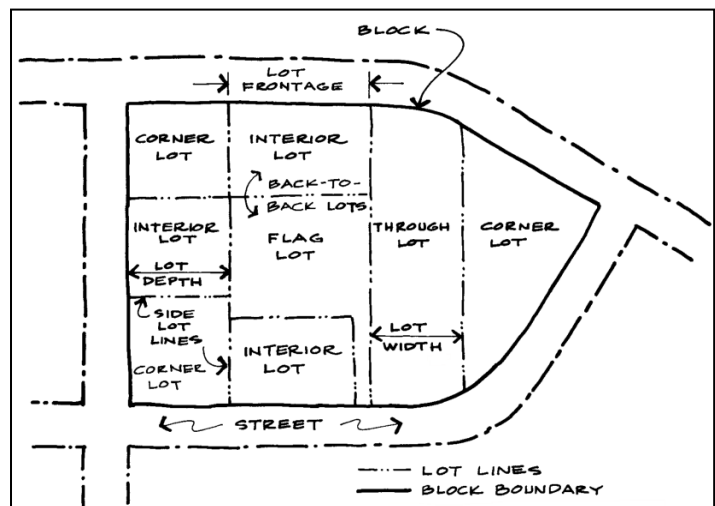 BLOCK
LOT
FRONTAGE
CORNER
LOT
INTERIOR
LOT
BACK-TO-
BACK LOTS
INTERIOR
LOT
FLAG
LOT
THROUGH
LOT
CORNER
LOT
LOT
DEPTH
SIDE
LOT
LINES
CORNER
LOT
INTERIOR
LOT
LOT
WIDTH
STREET
LOT LINES
BLOCK BOUNDARY